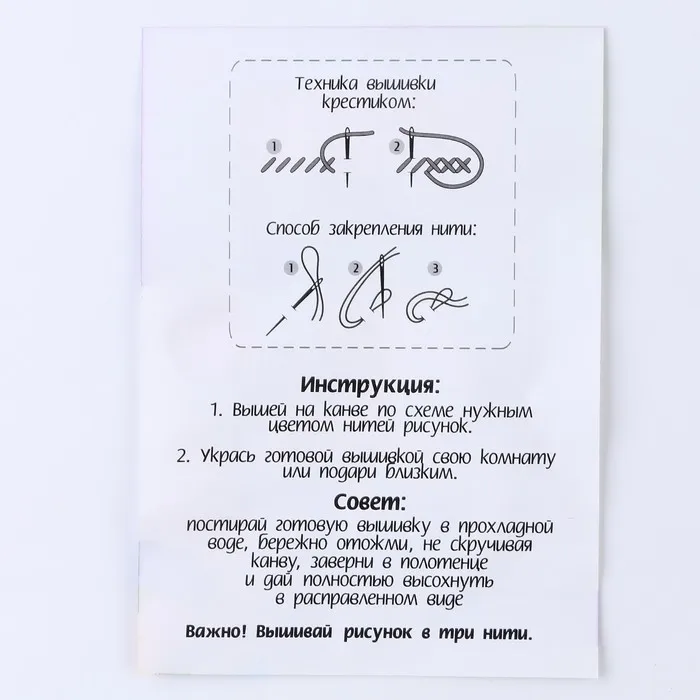 Техника вышивки
крестиком:
1 2
Способ закрепления нити:
1 2 3
Инструкция:
1. Вышей на канве по схеме нужным
цветом нитей рисунок.
2. Укрась готовой вышивкой свою комнату
или подари близким.
Совет:
постирай готовую вышивку в прохладной
воде, бережно отожми, не скручивая
канву, заверни в полотенце
и дай полностью высохнуть
в расправленном виде
Важно! Вышивай рисунок в три нити.